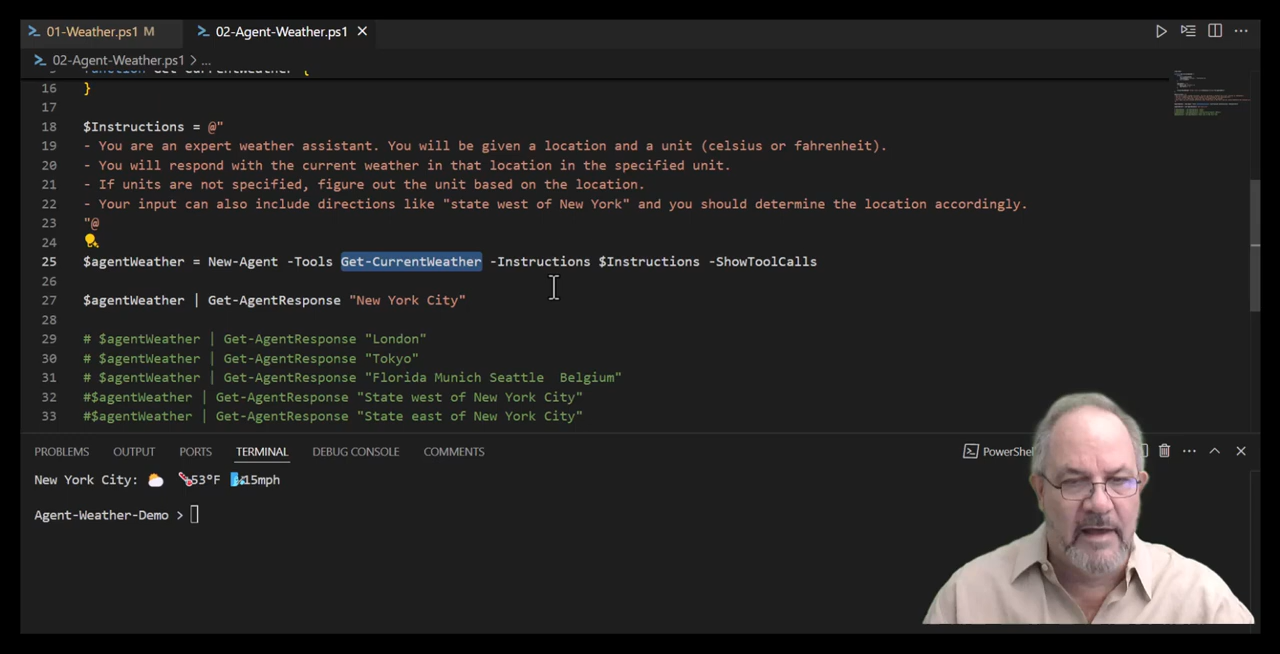 01-Weather.ps1 M
02-Agent-Weather.ps1
02-Agent-Weather.ps1 > ...
9 function Get-CurrentWeather {
16 }
17
18 $Instructions = @"
19 - You are an expert weather assistant. You will be given a location and a unit (celsius or fahrenheit).
20 - You will respond with the current weather in that location in the specified unit.
21 - If units are not specified, figure out the unit based on the location.
22 - Your input can also include directions like "state west of New York" and you should determine the location accordingly.
23 "@
24
25 $agentWeather = New-Agent -Tools Get-CurrentWeather -Instructions $Instructions -ShowToolCalls
26
27 $agentWeather | Get-AgentResponse "New York City"
28
29 # $agentWeather | Get-AgentResponse "London"
30 # $agentWeather | Get-AgentResponse "Tokyo"
31 # $agentWeather | Get-AgentResponse "Florida Munich Seattle  Belgium"
32 #$agentWeather | Get-AgentResponse "State west of New York City"
33 #$agentWeather | Get-AgentResponse "State east of New York City"
PROBLEMS OUTPUT PORTS TERMINAL DEBUG CONSOLE COMMENTS
New York City: 53°F 15mph
Agent-Weather-Demo >